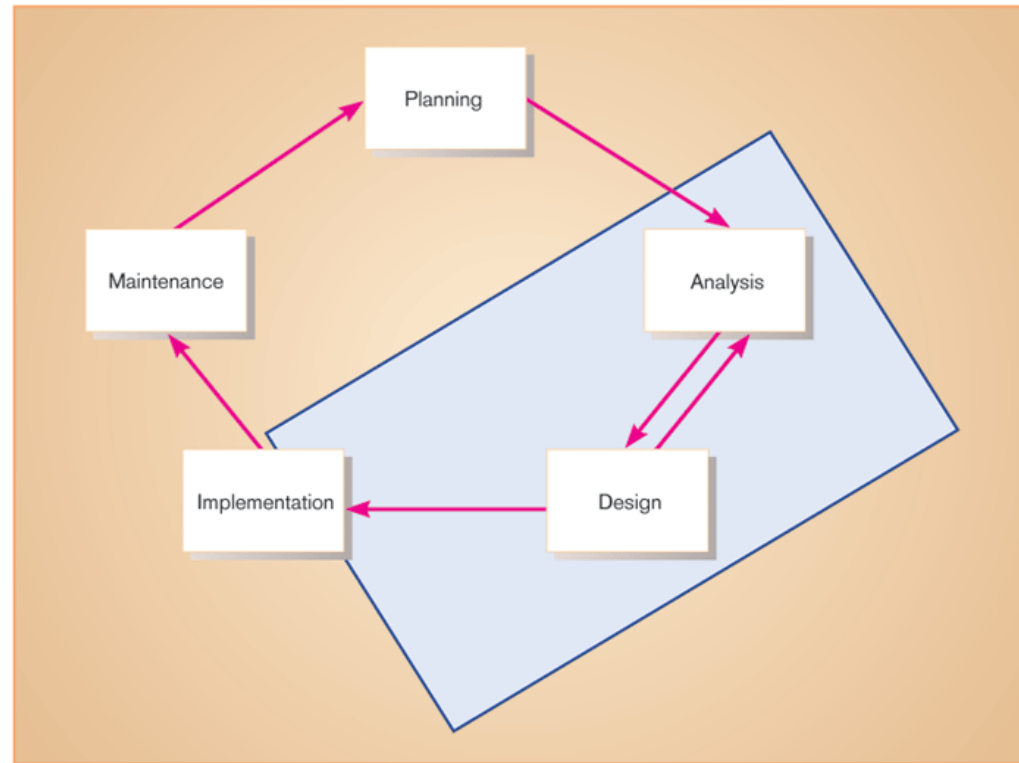 Planning
Maintenance
Analysis
Implementation
Design